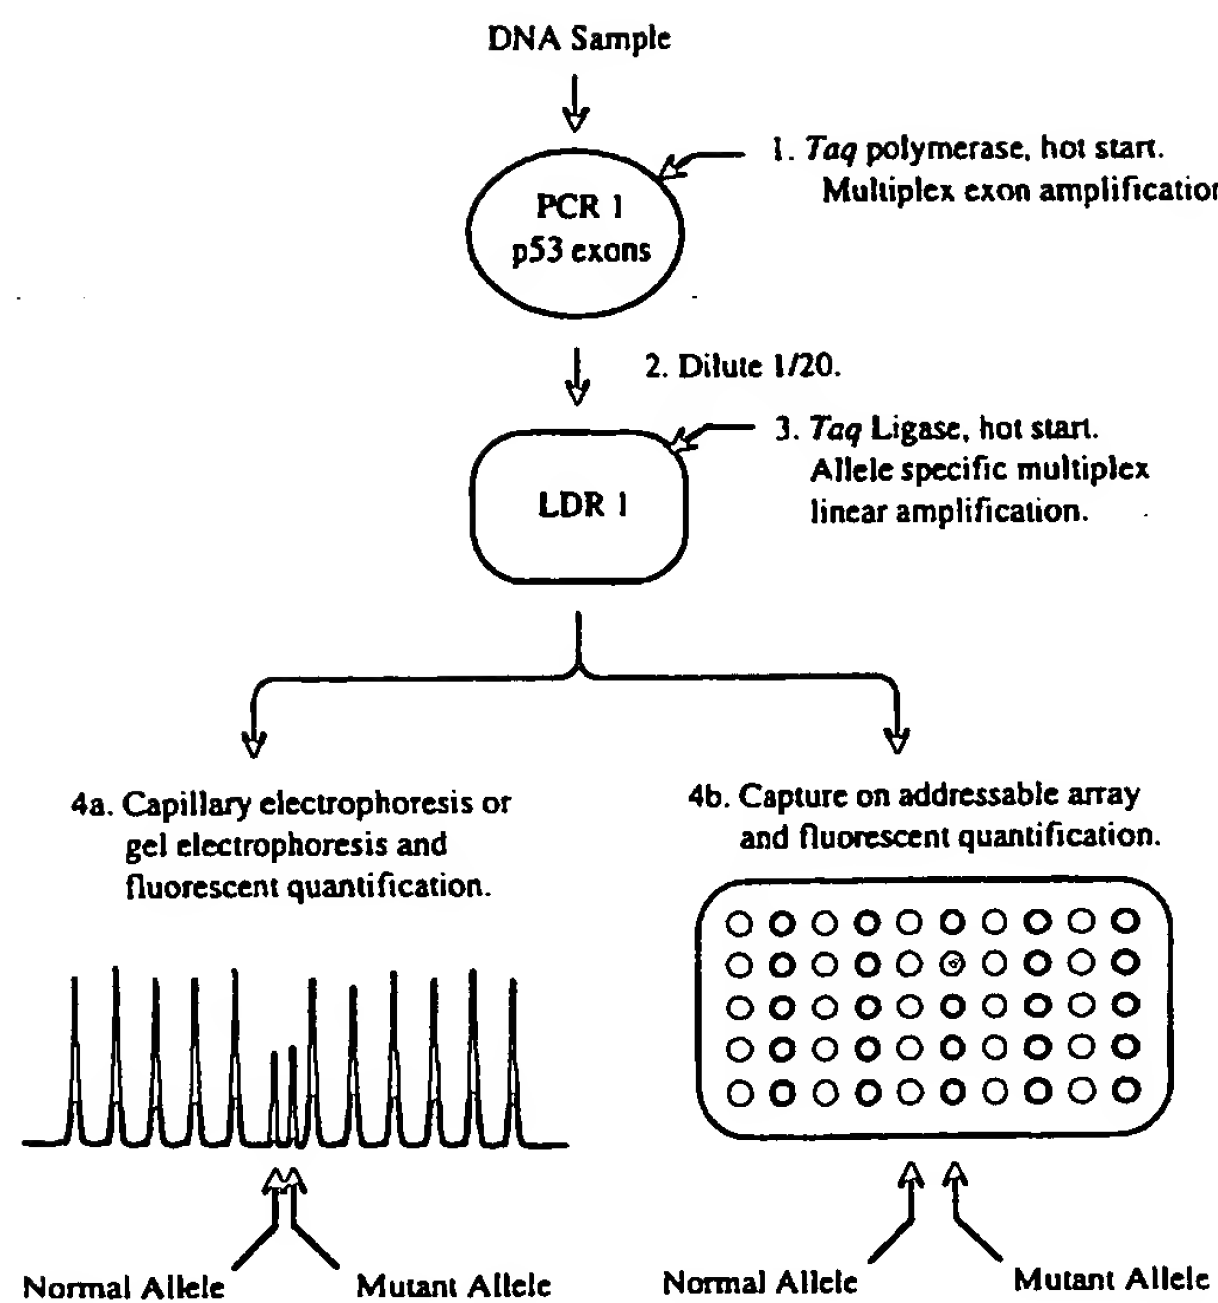 DNA Sample
1. Taq polymerase, hot start.
Multiplex exon amplification
PCR 1
p53 exons
2. Dilute 1/20.
3. Taq Ligase, hot start.
Allele specific multiplex
linear amplification.
LDR 1
4a. Capillary electrophoresis or
gel electrophoresis and
fluorescent quantification.
4b. Capture on addressable array
and fluorescent quantification.
Normal Allele
Mutant Allele
Normal Allele
Mutant Allele